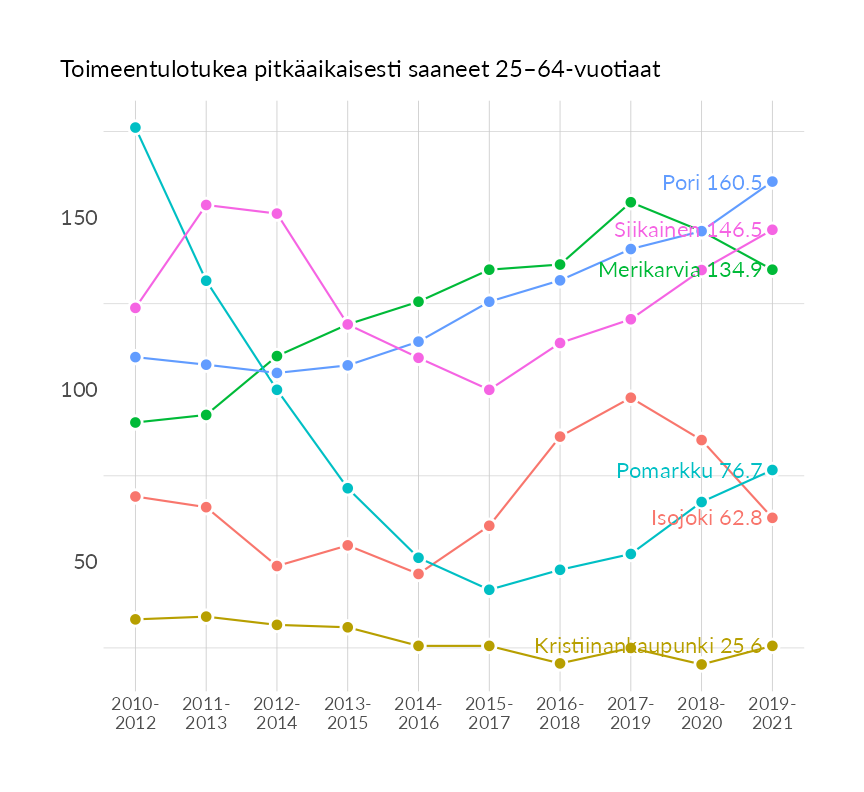 Toimeentulotukea pitkäaikaisesti saaneet 25–64-vuotiaat
Pori 160.5
150
Siikainen 146.5
Merikarvia 134.9
100
Pomarkku 76.7
Isojoki 62.8
50
Kristiinankaupunki 25.6
2010- 2011- 2012- 2013- 2014- 2015- 2016- 2017- 2018- 2019-
2012 2013 2014 2015 2016 2017 2018 2019 2020 2021